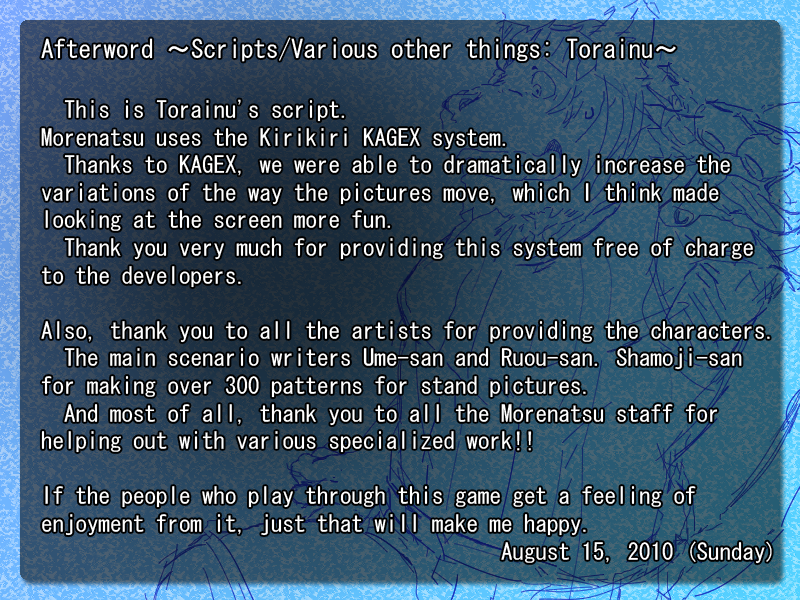 Afterword ～Scripts/Various other things: Torainu～
This is Torainu's script.
Morenatsu uses the Kirikiri KAGEX system.
Thanks to KAGEX, we were able to dramatically increase the
variations of the way the pictures move, which I think made
looking at the screen more fun.
Thank you very much for providing this system free of charge
to the developers.
Also, thank you to all the artists for providing the characters.
The main scenario writers Ume-san and Ruou-san. Shamoji-san
for making over 300 patterns for stand pictures.
And most of all, thank you to all the Morenatsu staff for
helping out with various specialized work!!
If the people who play through this game get a feeling of
enjoyment from it, just that will make me happy.
August 15, 2010 (Sunday)